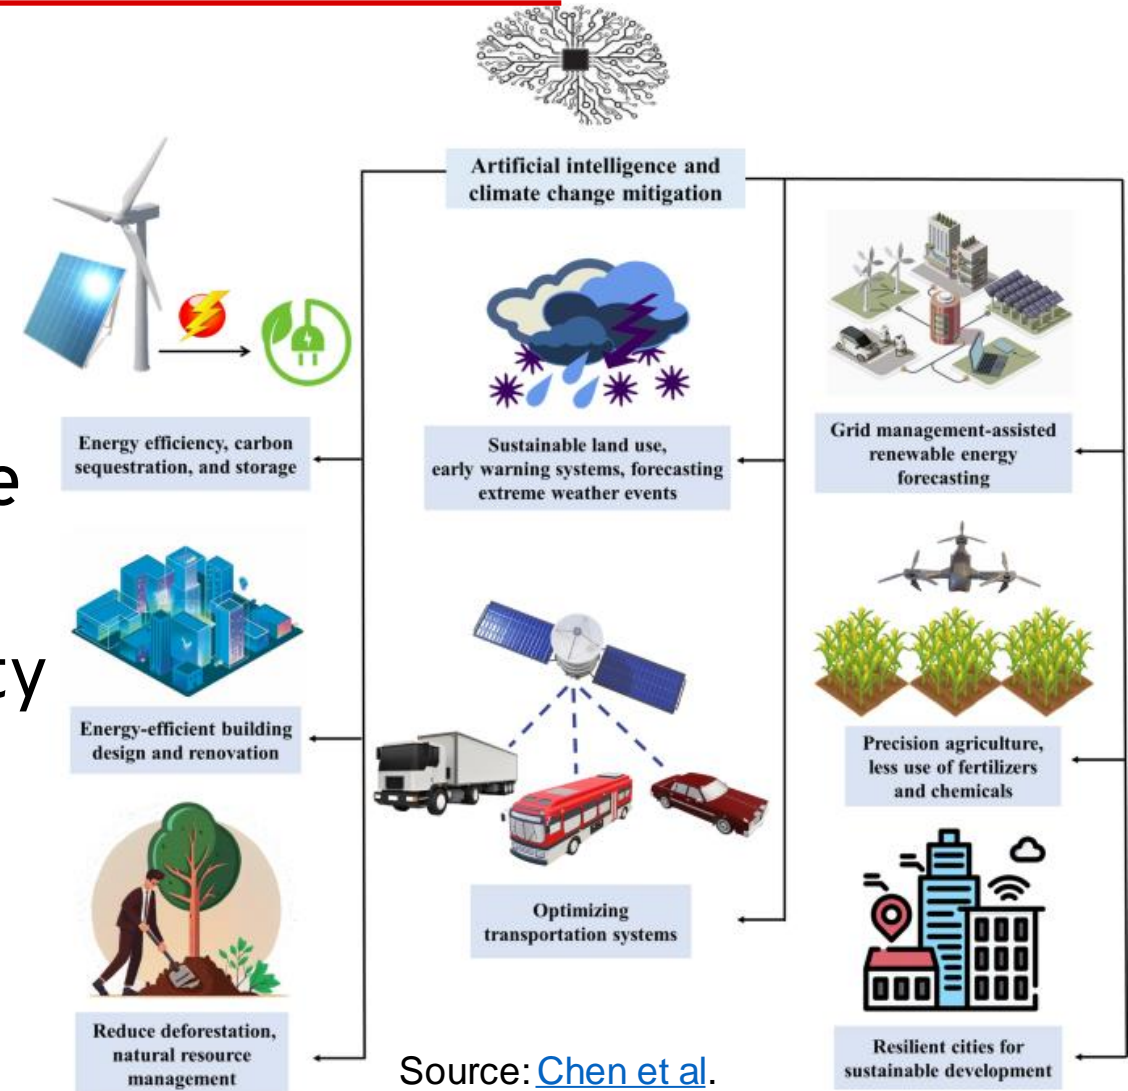 Artificial intelligence and
climate change mitigation
Energy efficiency, carbon
sequestration, and storage
Sustainable land use,
early warning systems, forecasting
extreme weather events
Grid management-assisted
renewable energy
forecasting
e
ty
Energy-efficient building
design and renovation
Optimizing
transportation systems
Precision agriculture,
less use of fertilizers
and chemicals
Reduce deforestation,
natural resource
management
Resilient cities for
sustainable development
Source: Chen et al.